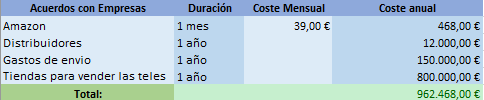 Acuerdos con Empresas Duración Coste Mensual Coste anual
Amazon 1 mes 39,00 € 468,00 €
Distribuidores 1 año 12.000,00 €
Gastos de envio 1 año 150.000,00 €
Tiendas para vender las teles 1 año 800.000,00 €
Total: 962.468,00 €